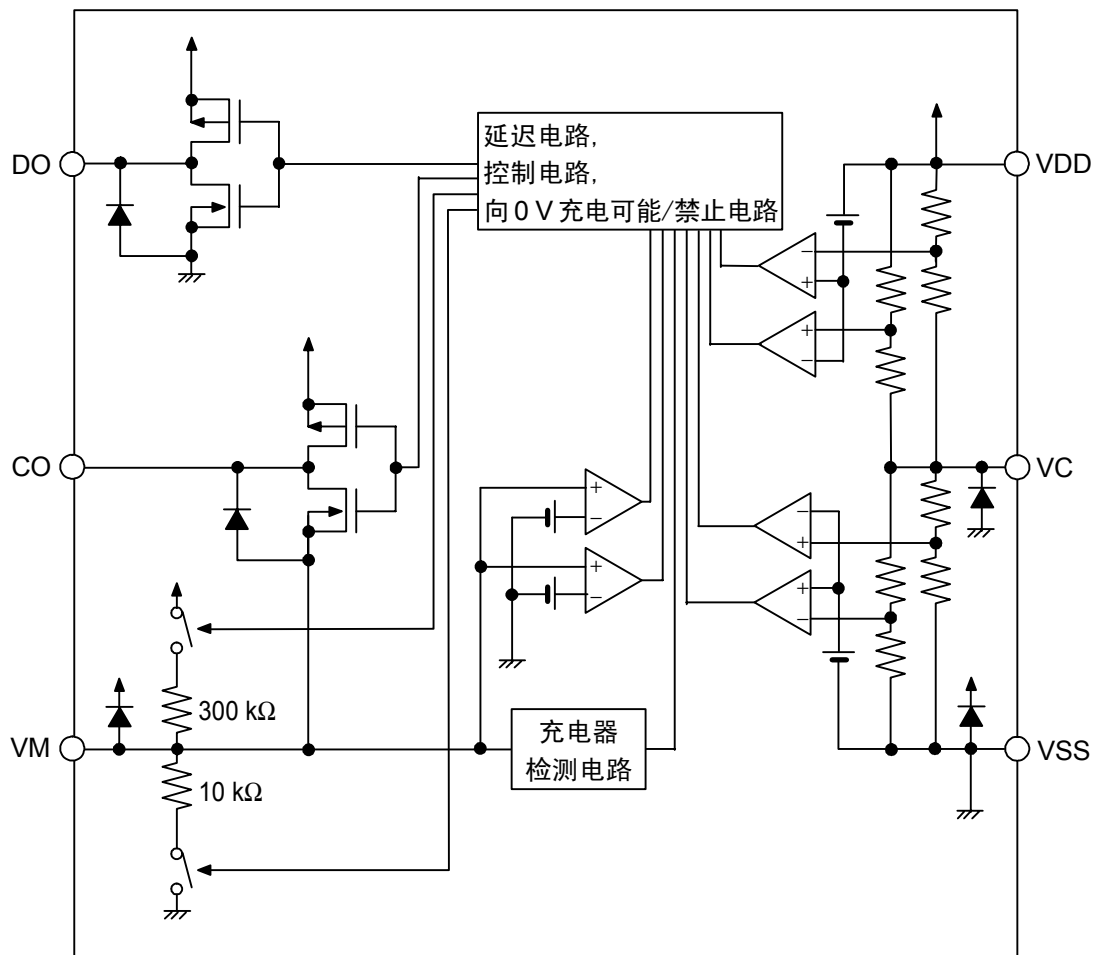 延迟电路,
控制电路,
向0 V 充电可能/禁止电路
DO
VDD
−
+
+
−
CO
VC
+
−
+
−
−
+
+
−
300 kΩ
VM
充电器
检测电路
VSS
10 kΩ